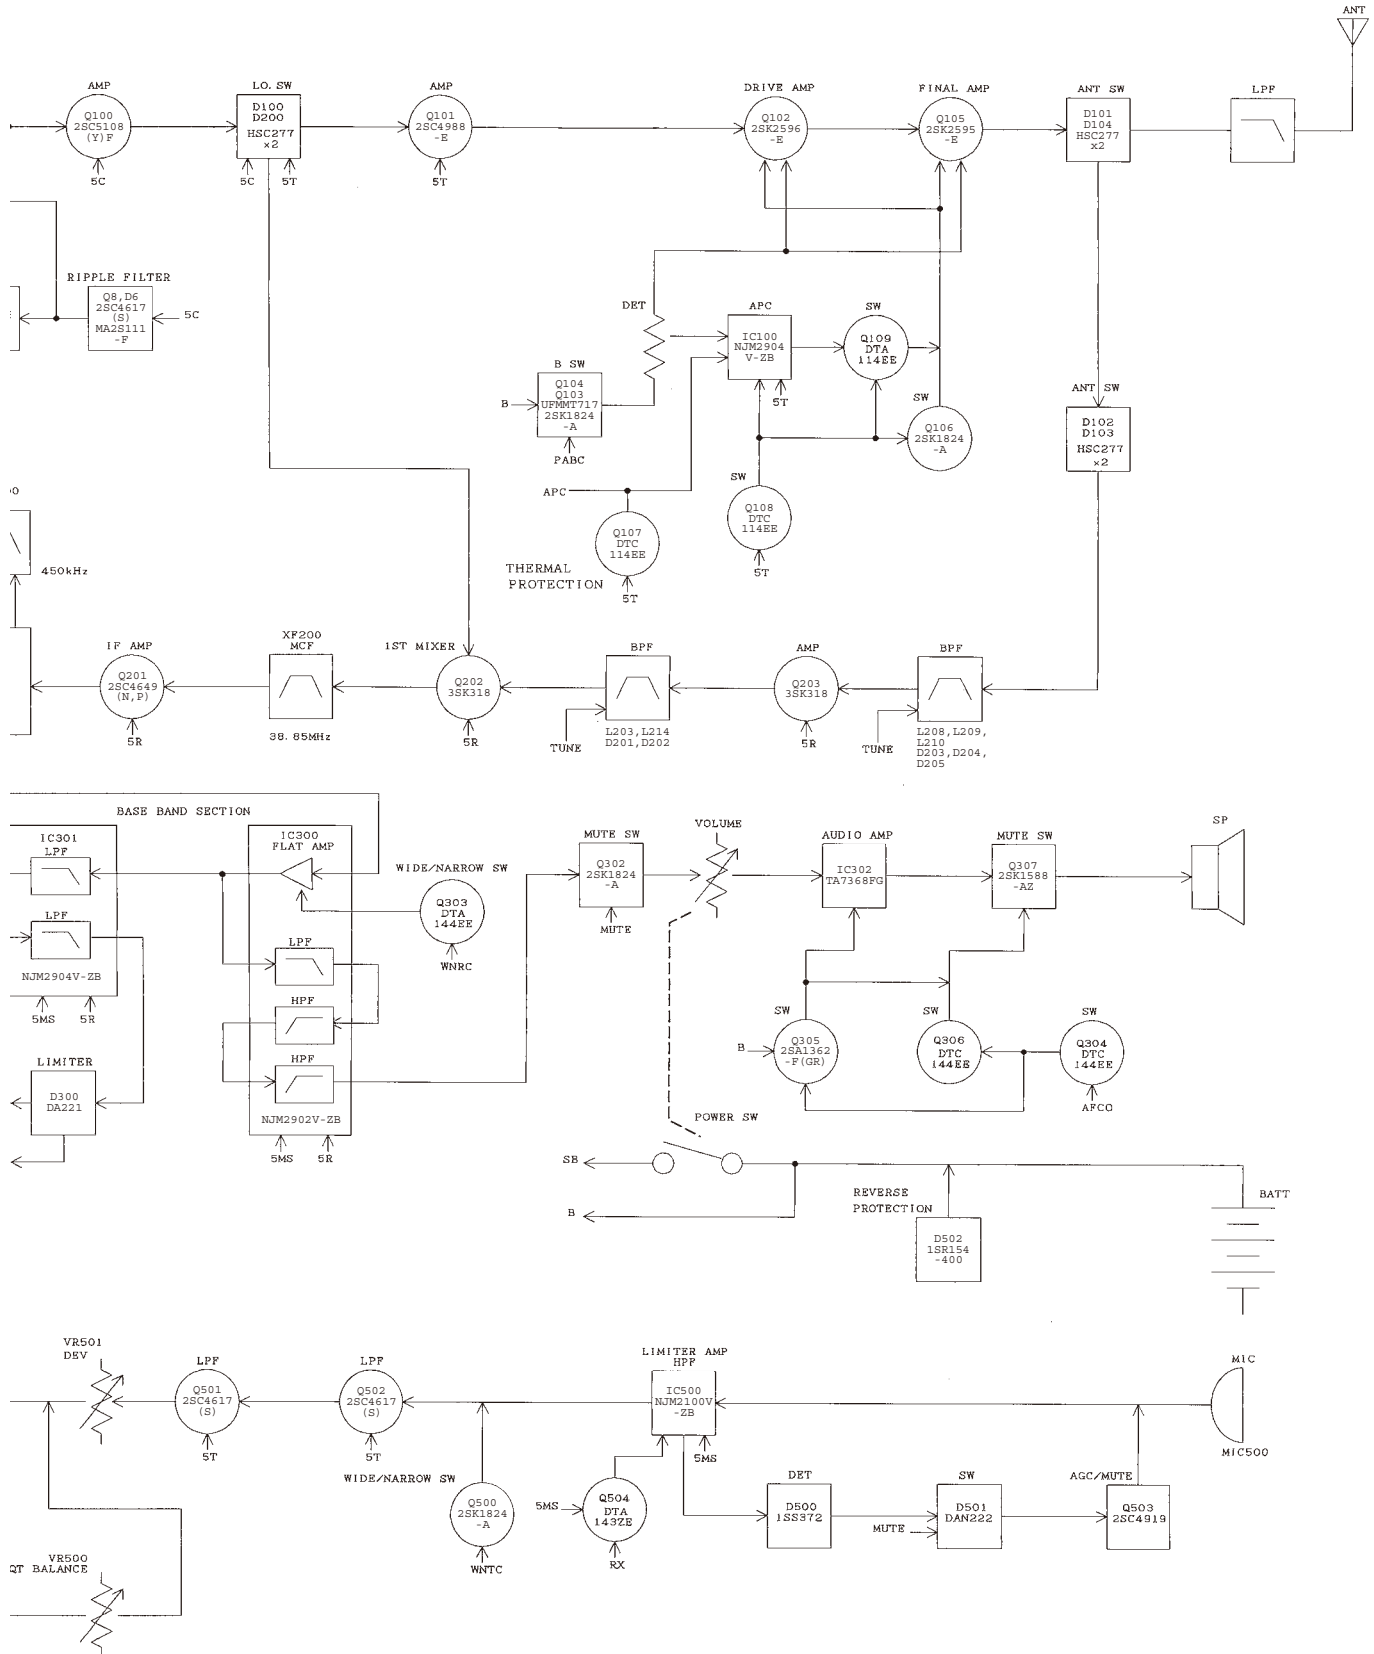 ANT
AMP
Q100
2SC5108
(Y)F
5C
LO. SW
D100
D200
HSC277
x2
5C
5T
AMP
Q101
2SC4988
-E
5T
DRIVE AMP
Q102
2SK2596
-E
FINAL AMP
Q105
2SK2595
-E
ANT SW
D101
D104
HSC277
x2
LPF
RIPPLE FILTER
Q8,D6
2SC4617
(S)
MA2S111
-F
5C
DET
APC
IC100
NJM2904
V-ZB
5T
SW
Q109
DTA
114EE
B SW
Q104
Q103
UFMMT717
2SK1824
-A
B
PABC
SW
Q106
2SK1824
-A
ANT SW
D102
D103
HSC277
x2
APC
SW
Q108
DTC
114EE
5T
Q107
DTC
114EE
5T
THERMAL
PROTECTION
450kHz
IF AMP
Q201
2SC4649
(N,P)
5R
XF200
MCF
38.85MHz
1ST MIXER
Q202
3SK318
5R
BPF
L203,L214
D201,D202
TUNE
AMP
Q203
3SK318
5R
BPF
L208,L209,
L210
D203,D204,
D205
TUNE
BASE BAND SECTION
IC301
LPF
LPF
NJM2904V-ZB
5MS
5R
LIMITER
D300
DA221
IC300
FLAT AMP
LPF
HPF
HPF
NJM2902V-ZB
5MS
5R
WIDE/NARROW SW
Q303
DTA
144EE
WNRC
MUTE SW
Q302
2SK1824
-A
MUTE
VOLUME
AUDIO AMP
IC302
TA7368FG
MUTE SW
Q307
2SK1588
-AZ
SP
SW
B
Q305
2SA1362
-F(GR)
SW
Q306
DTC
144EE
SW
Q304
DTC
144EE
AFCO
POWER SW
SB
B
REVERSE
PROTECTION
D502
1SR154
-400
BATT
VR501
DEV
LPF
Q501
2SC4617
(S)
5T
LPF
Q502
2SC4617
(S)
5T
WIDE/NARROW SW
Q500
2SK1824
-A
WNTC
LIMITER AMP
HPF
IC500
NJM2100V
-ZB
5MS
5MS
Q504
DTA
143ZE
RX
MIC
MIC500
DET
D500
1SS372
SW
D501
DAN222
MUTE
AGC/MUTE
Q503
2SC4919
VR500
QT BALANCE